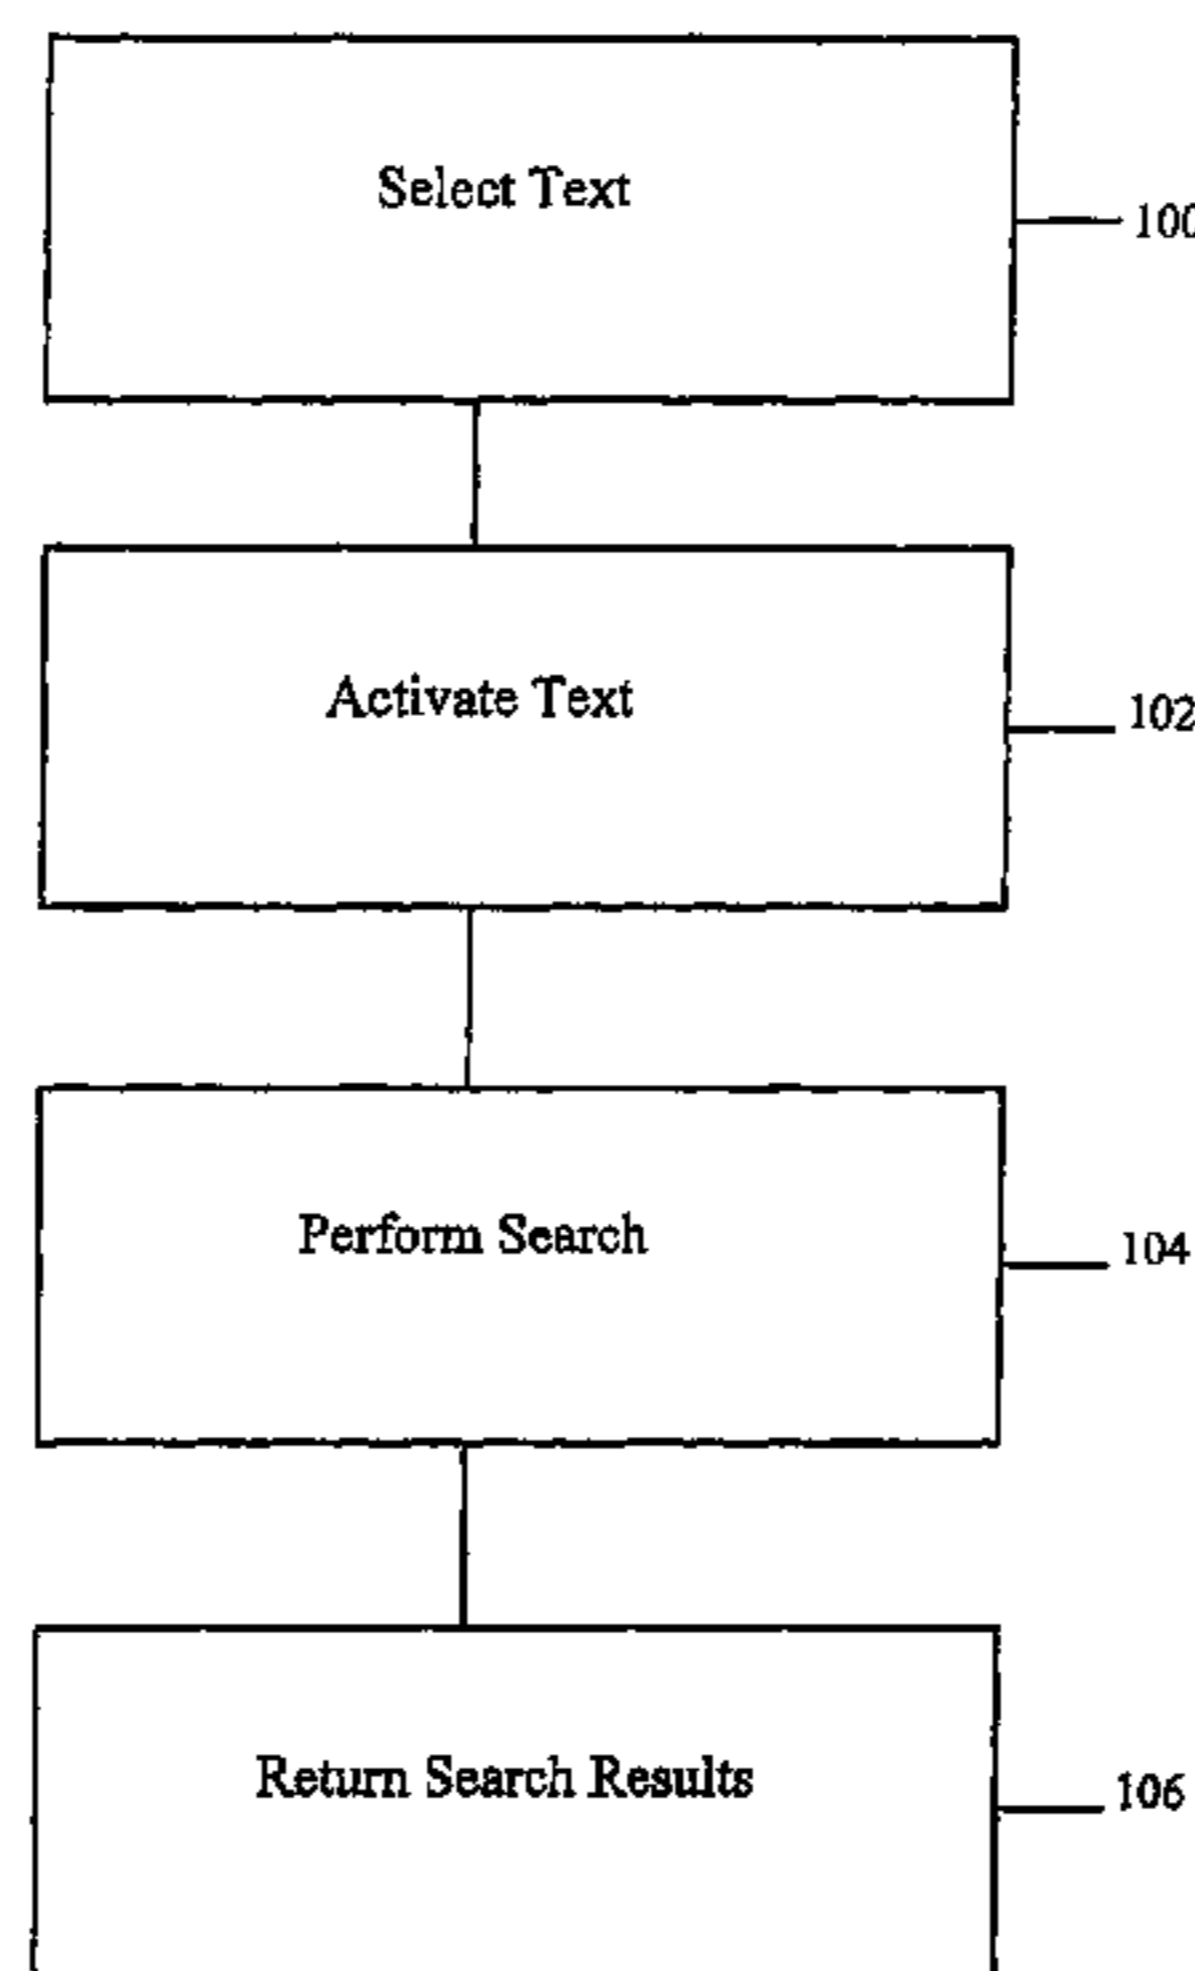 Select Text
100
Activate Text
102
Perform Search
104
Return Search Results
106